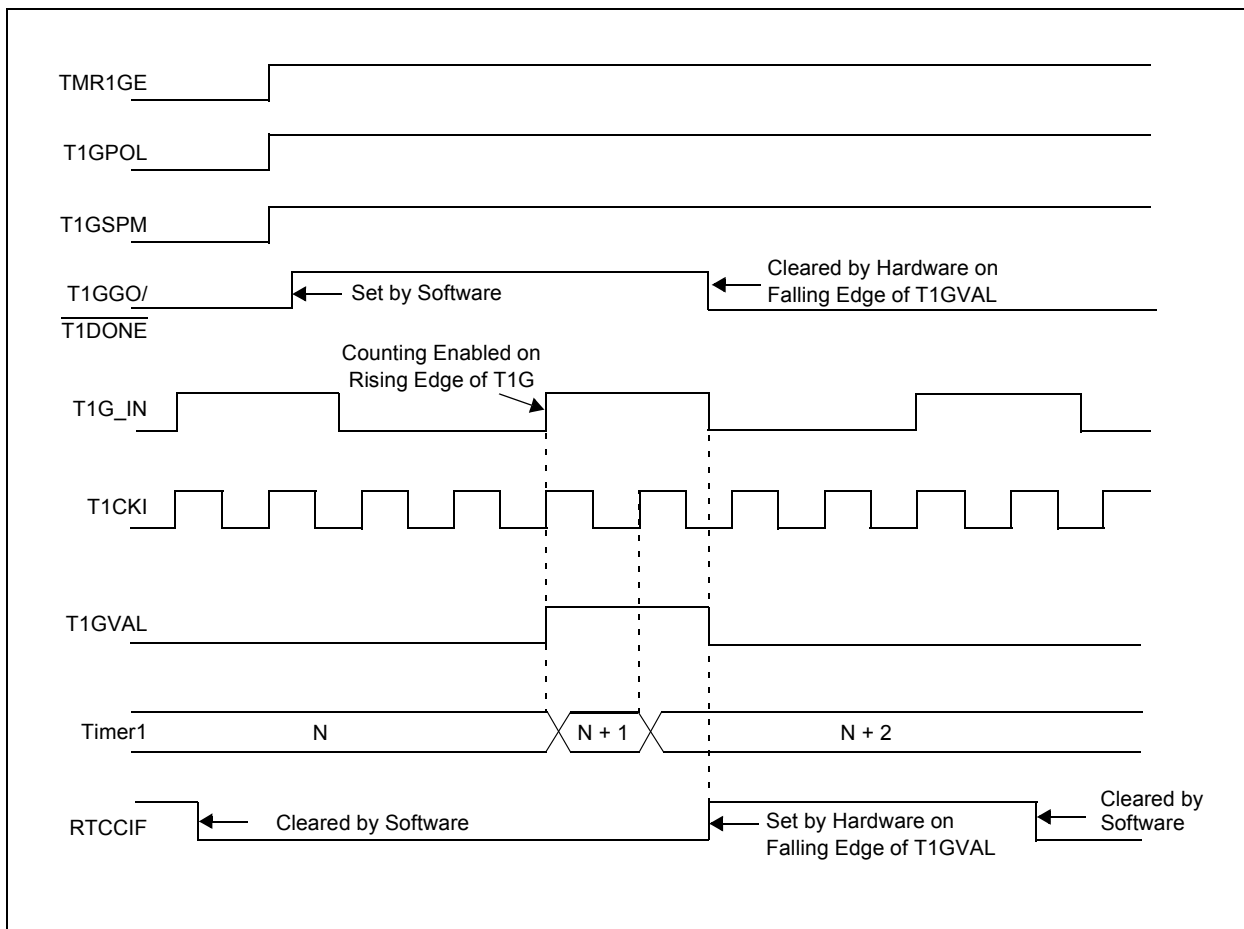 TMR1GE
T1GPOL
T1GSPM
T1GGO/
T1DONE
Set by Software
Cleared by Hardware on
Falling Edge of T1GVAL
Counting Enabled on
Rising Edge of T1G
T1G_IN
T1CKI
T1GVAL
Timer1
N
N + 1
N + 2
RTCCIF
Cleared by Software
Set by Hardware on
Falling Edge of T1GVAL
Cleared by
Software